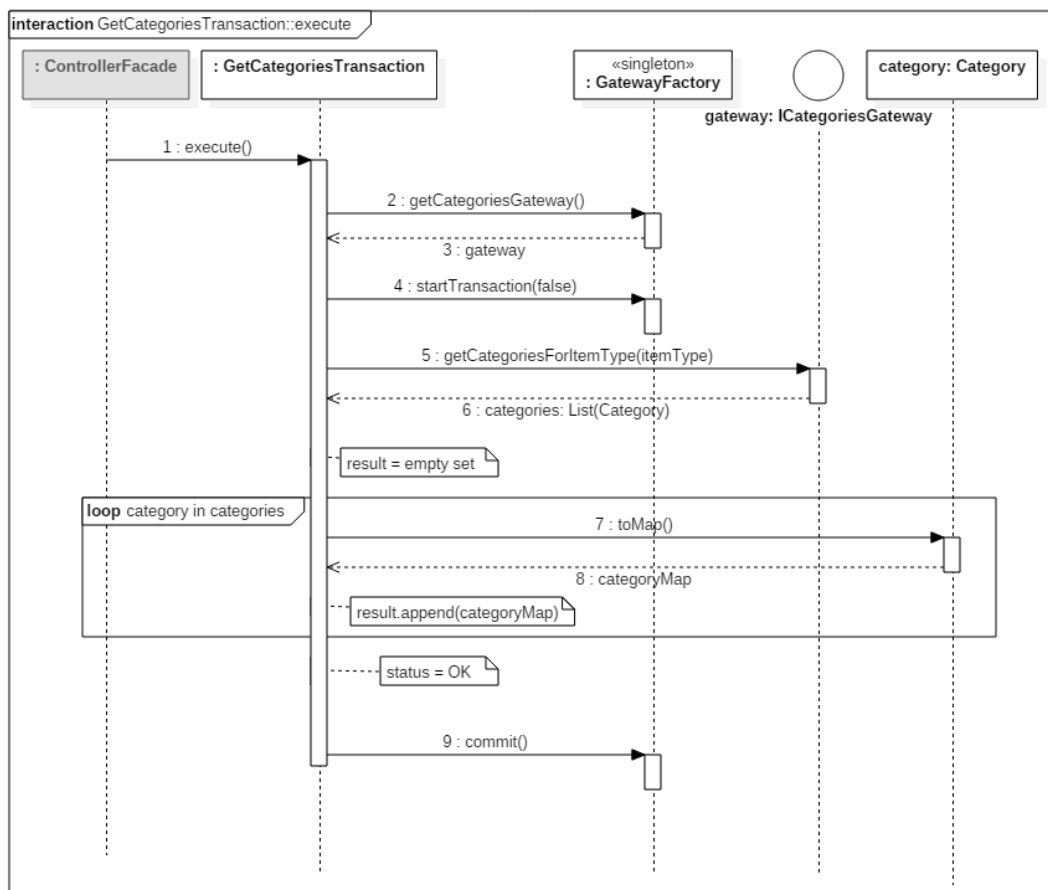 interaction GetCategoriesTransaction::execute
: ControllerFacade
: GetCategoriesTransaction
«singleton»
: GatewayFactory
gateway: ICategoriesGateway
category: Category
1 : execute()
2 : getCategoriesGateway()
3 : gateway
4 : startTransaction(false)
5 : getCategoriesForItemType(itemType)
6 : categories: List(Category)
result = empty set
loop category in categories
7 : toMap()
8 : categoryMap
result.append(categoryMap)
status = OK
9 : commit()